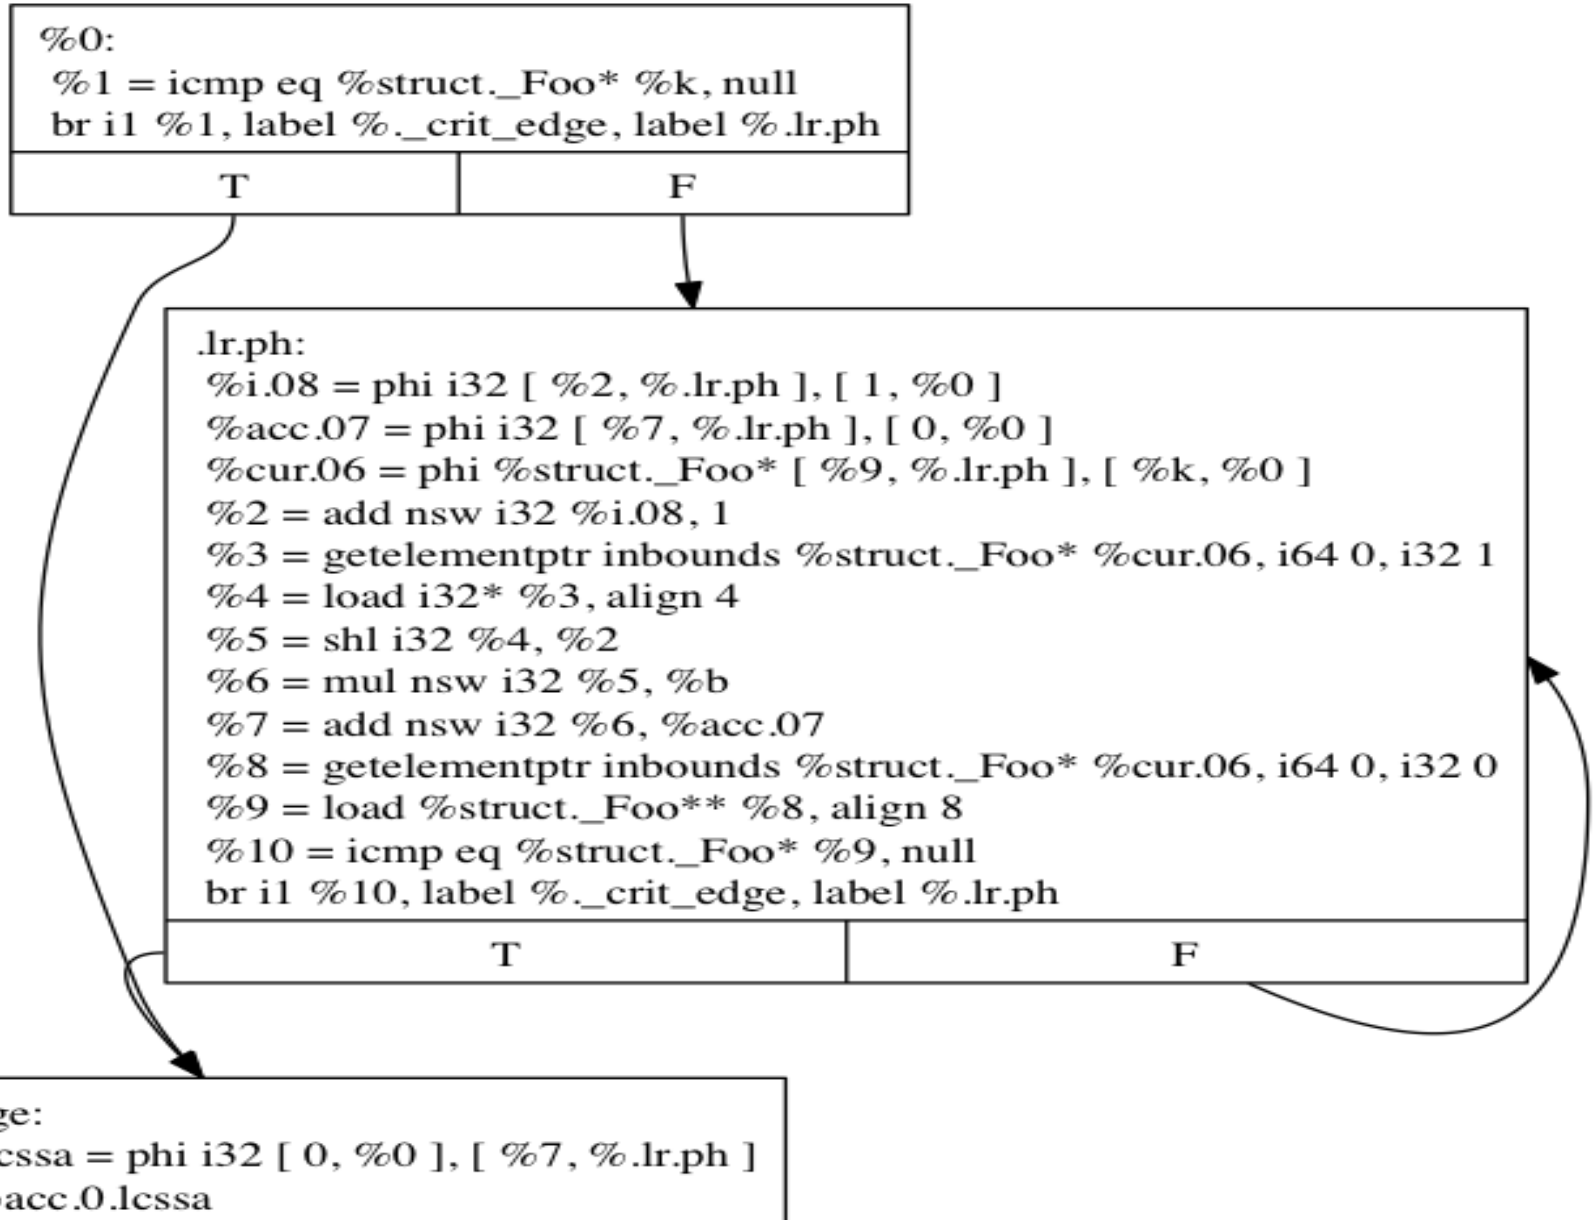 %0:
%1 = icmp eq %struct._Foo* %k, null
br i1 %1, label %._crit_edge, label %.lr.ph
T
F
.lr.ph:
%i.08 = phi i32 [ %2, %.lr.ph ], [ 1, %0 ]
%acc.07 = phi i32 [ %7, %.lr.ph ], [ 0, %0 ]
%cur.06 = phi %struct._Foo* [ %9, %.lr.ph ], [ %k, %0 ]
%2 = add nsw i32 %i.08, 1
%3 = getelementptr inbounds %struct._Foo* %cur.06, i64 0, i32 1
%4 = load i32* %3, align 4
%5 = shl i32 %4, %2
%6 = mul nsw i32 %5, %b
%7 = add nsw i32 %6, %acc.07
%8 = getelementptr inbounds %struct._Foo* %cur.06, i64 0, i32 0
%9 = load %struct._Foo** %8, align 8
%10 = icmp eq %struct._Foo* %9, null
br i1 %10, label %._crit_edge, label %.lr.ph
T
F
ge:
cssa = phi i32 [ 0, %0 ], [ %7, %.lr.ph ]
acc.0.lcssa